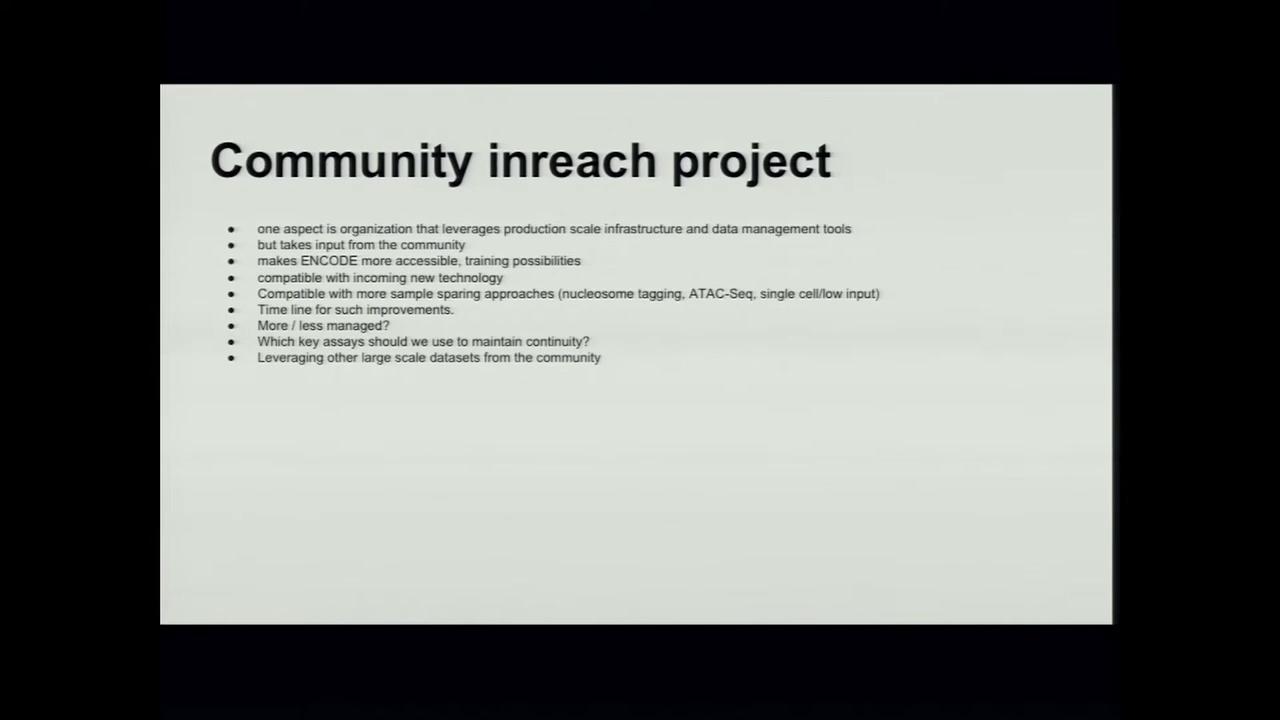 Community inreach project
● one aspect is organization that leverages production scale infrastructure and data management tools
● but takes input from the community
● makes ENCODE more accessible, training possibilities
● compatible with incoming new technology
● Compatible with more sample sparing approaches (nucleosome tagging, ATAC-Seq, single cell/low input)
● Time line for such improvements.
● More / less managed?
● Which key assays should we use to maintain continuity?
● Leveraging other large scale datasets from the community